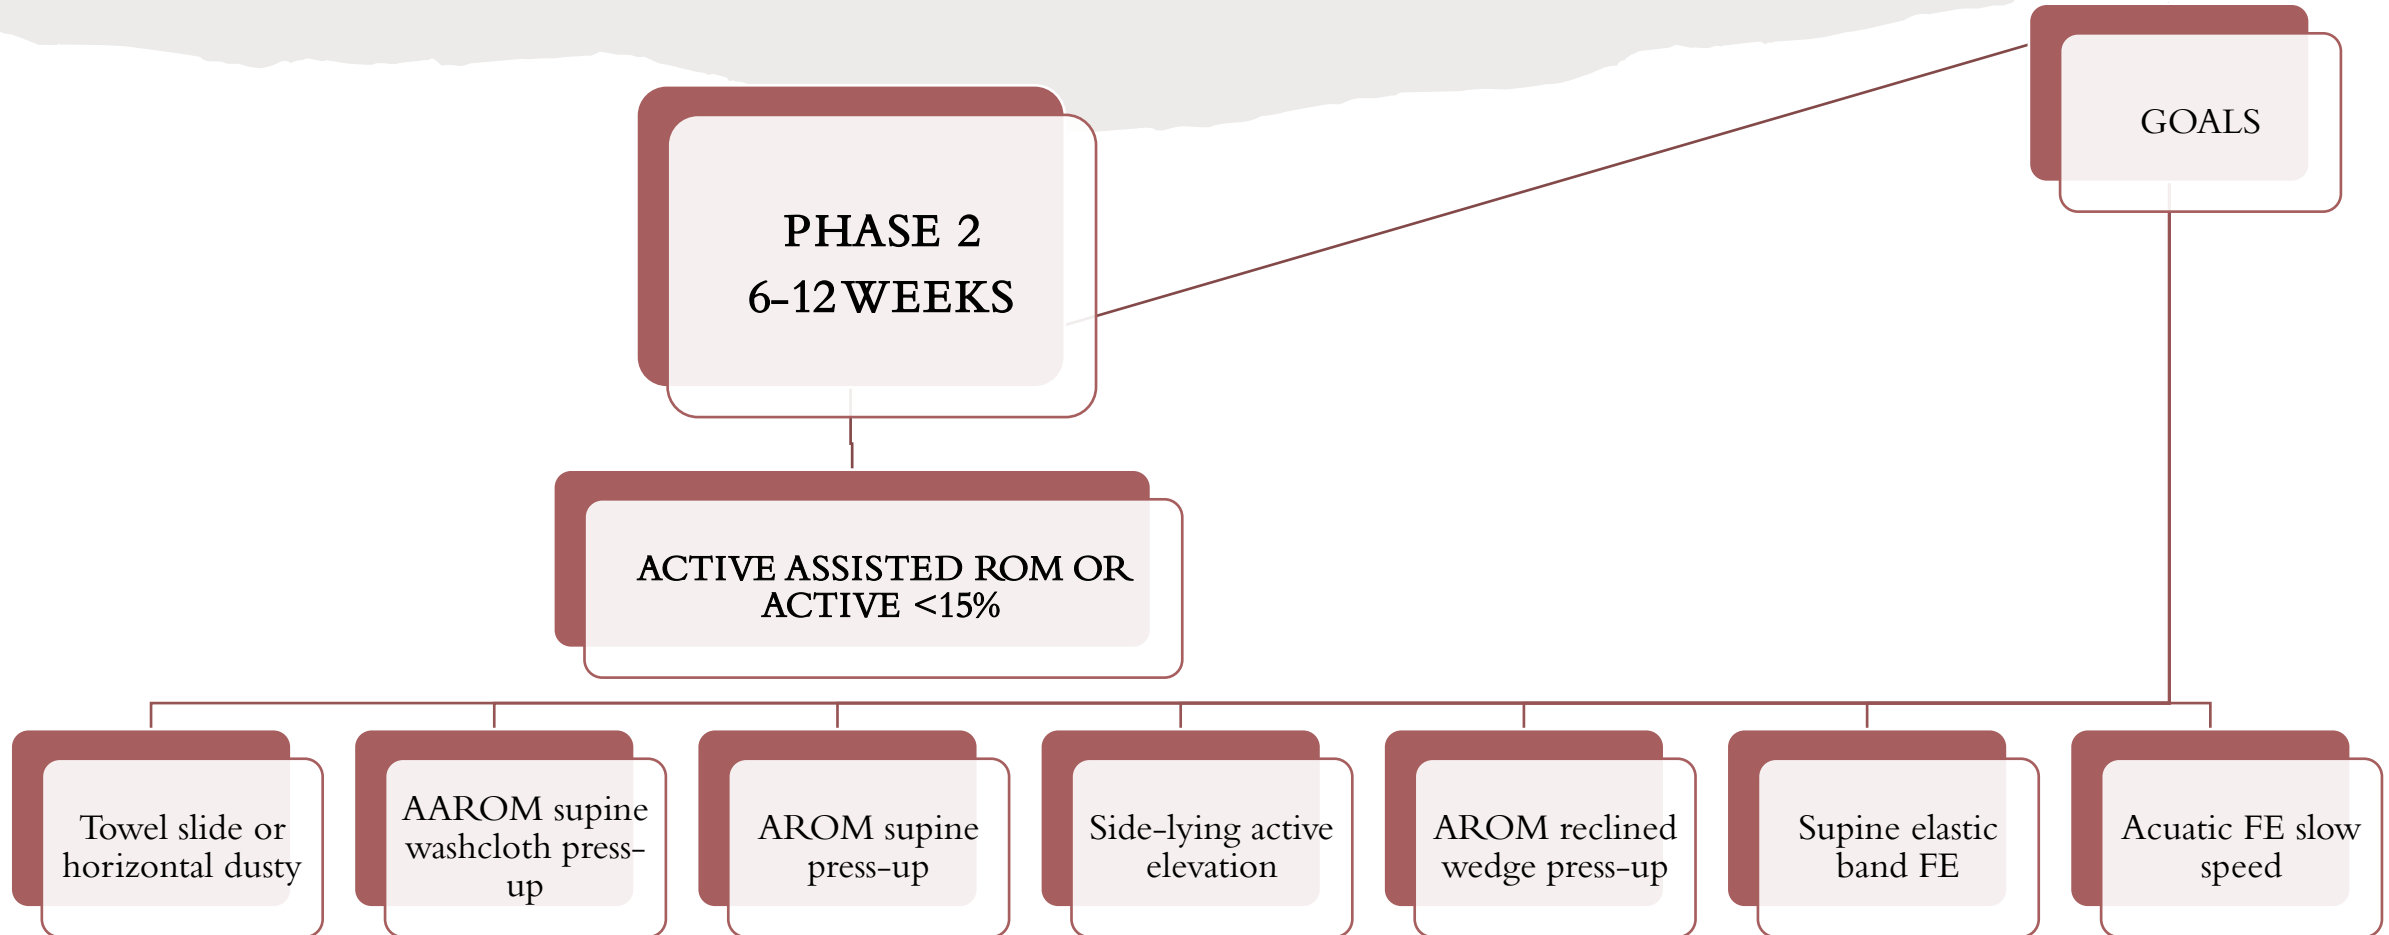 GOALS
PHASE 2
6-12 WEEKS
ACTIVE ASSISTED ROM OR
ACTIVE <15%
Towel slide or
horizontal dusty
AAROM supine
washcloth press-
up
AROM supine
press-up
Side-lying active
elevation
AROM reclined
wedge press-up
Supine elastic
band FE
Acuatic FE slow
speed